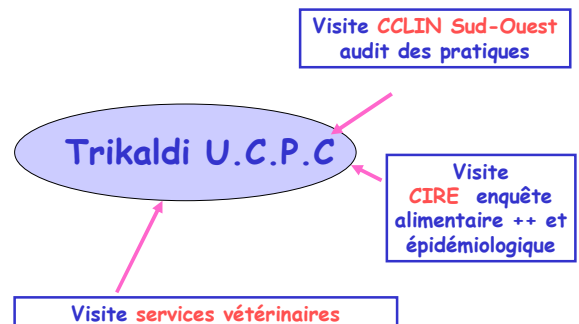 Visite CCLIN Sud-Ouest
audit des pratiques
Trikaldi U.C.P.C
Visite
CIRE enquête
alimentaire ++ et
épidémiologique
Visite services vétérinaires